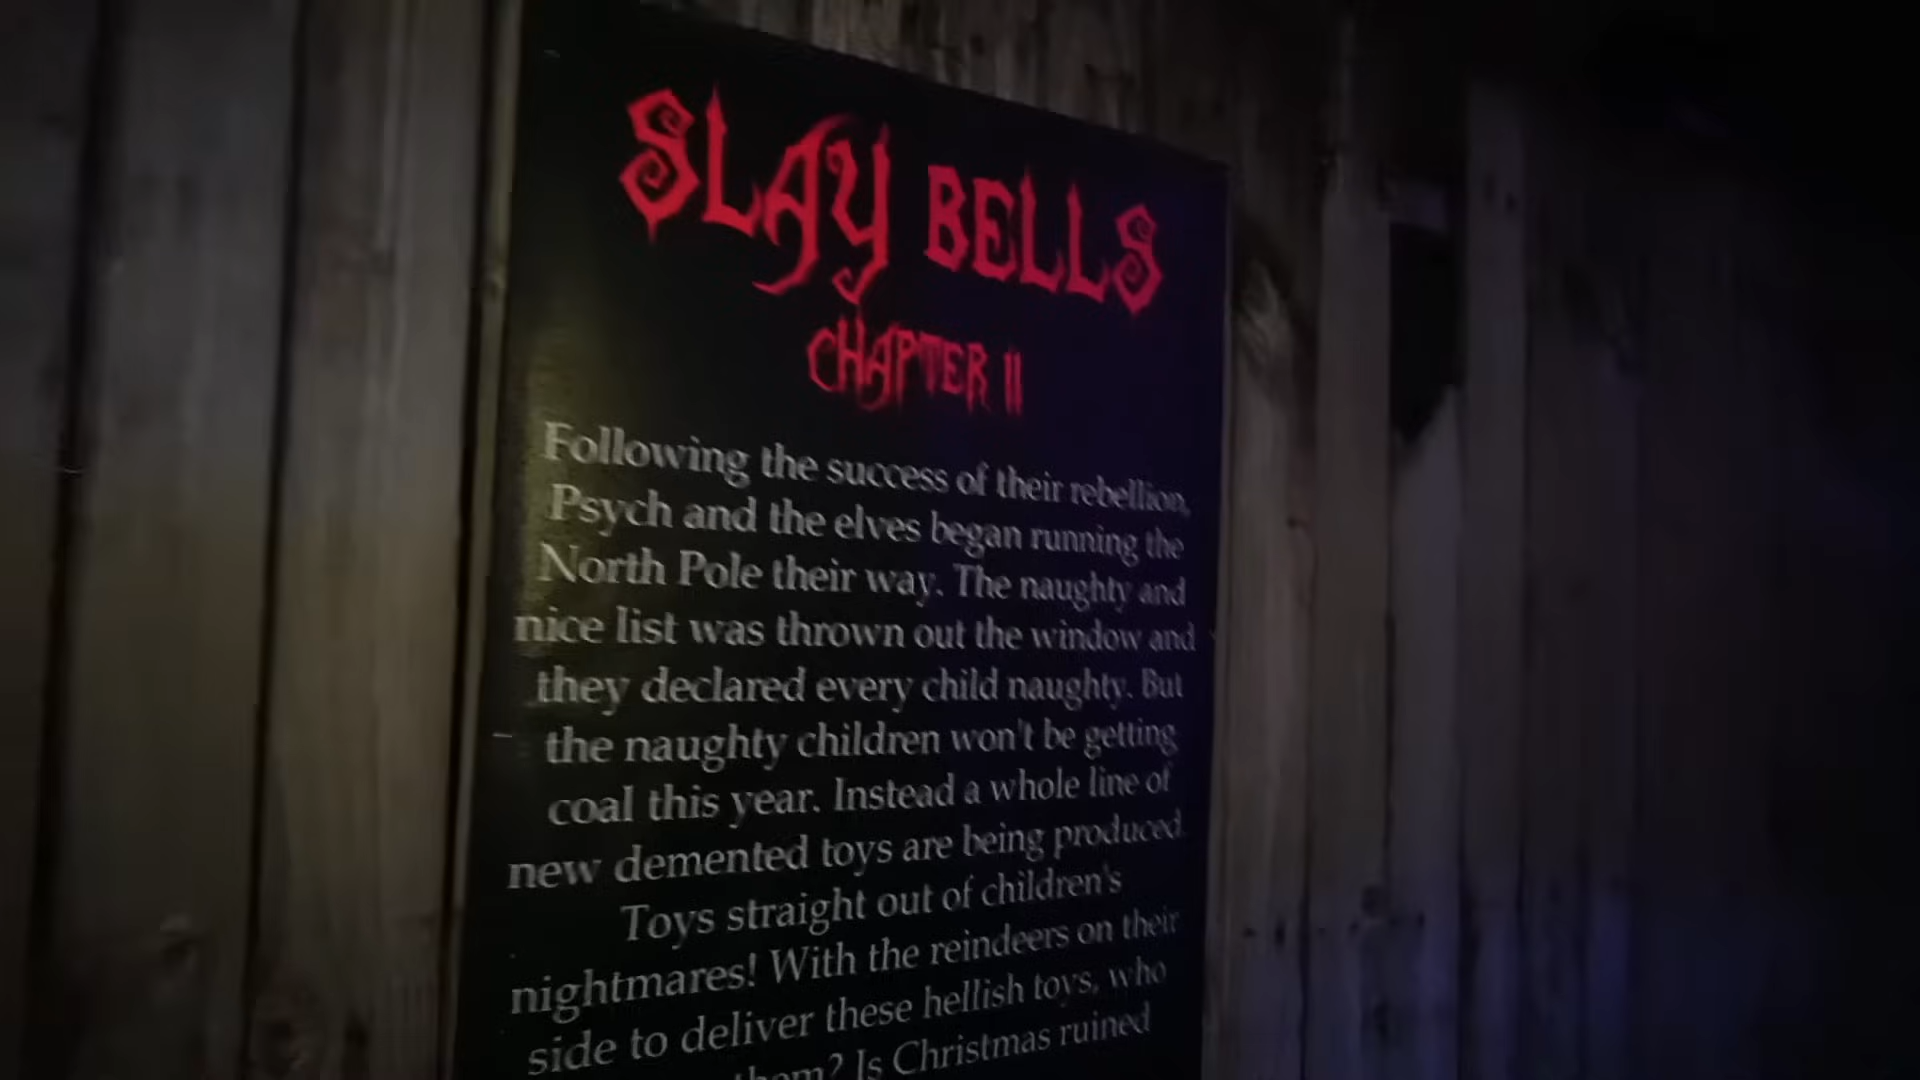 SLAY BELLS
CHAPTER II
Following the success of their rebellion,
Psych and the elves began running the
North Pole their way. The naughty and
nice list was thrown out the window and
they declared every child naughty. But
the naughty children won't be getting
coal this year. Instead a whole line of
new demented toys are being produced.
Toys straight out of children's
nightmares! With the reindeers on their
side to deliver these hellish toys, who
them? Is Christmas ruined